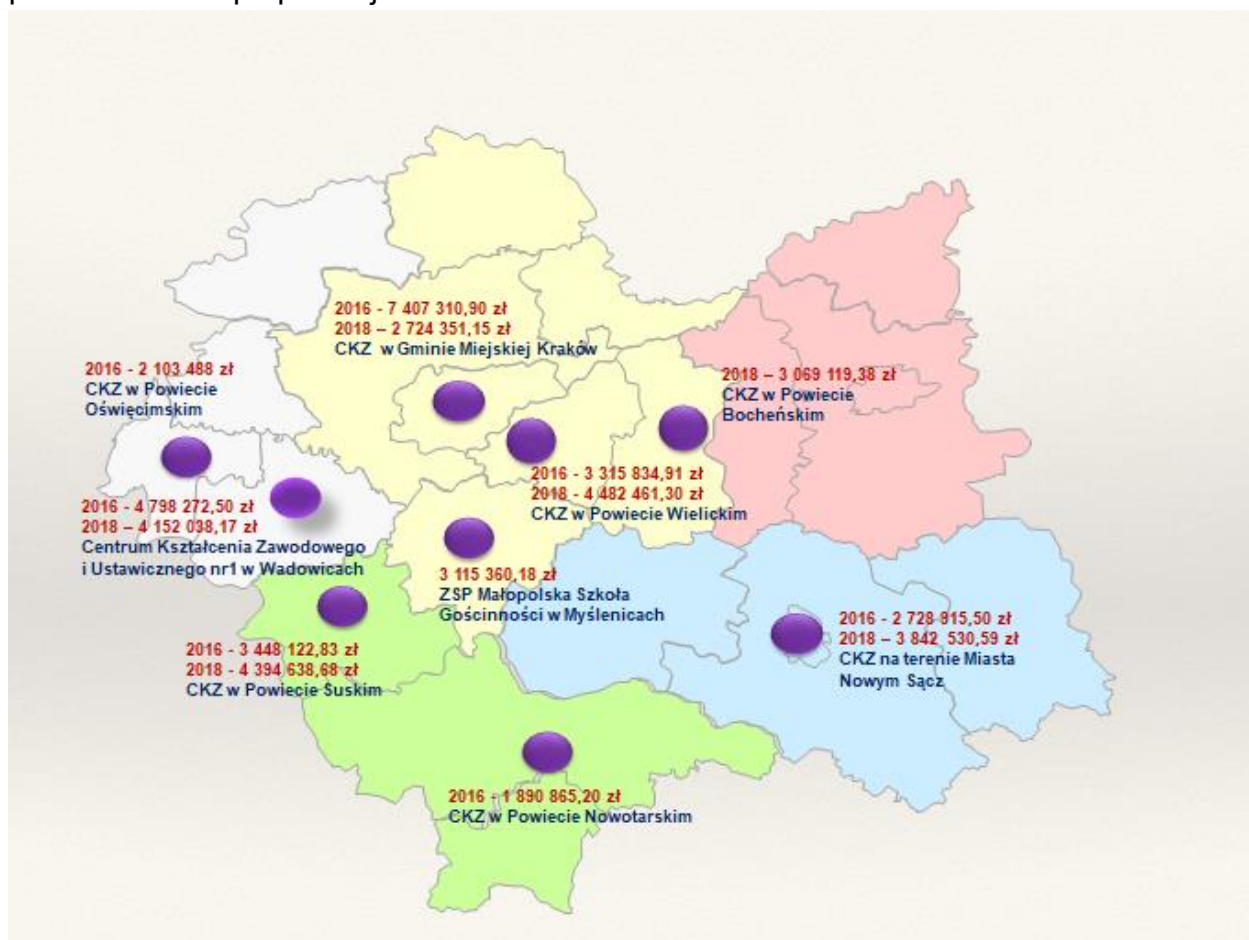 2016 - 7 407 310,90 zł
2018 – 2 724 351,15 zł
CKZ w Gminie Miejskiej Kraków
2016 - 2 103 488 zł
CKZ w Powiecie
Oświęcimskim
2018 – 3 069 119,38 zł
CKZ w Powiecie
Bocheńskim
2016 - 3 315 834,91 zł
2018 - 4 482 461,30 zł
CKZ w Powiecie Wielickim
2016 - 4 798 272,50 zł
2018 – 4 152 038,17 zł
Centrum Kształcenia Zawodowego
i Ustawicznego nr1 w Wadowicach
3 115 360,18 zł
ZSP Małopolska Szkoła
Gościnności w Myślenicach
2016 - 2 728 915,50 zł
2018 – 3 842 530,59 zł
CKZ na terenie Miasta
Nowym Sącz
2016 - 3 448 122,83 zł
2018 - 4 394 638,68 zł
CKZ w Powiecie Suskim
2016 - 1 890 865,20 zł
CKZ w Powiecie Nowotarskim